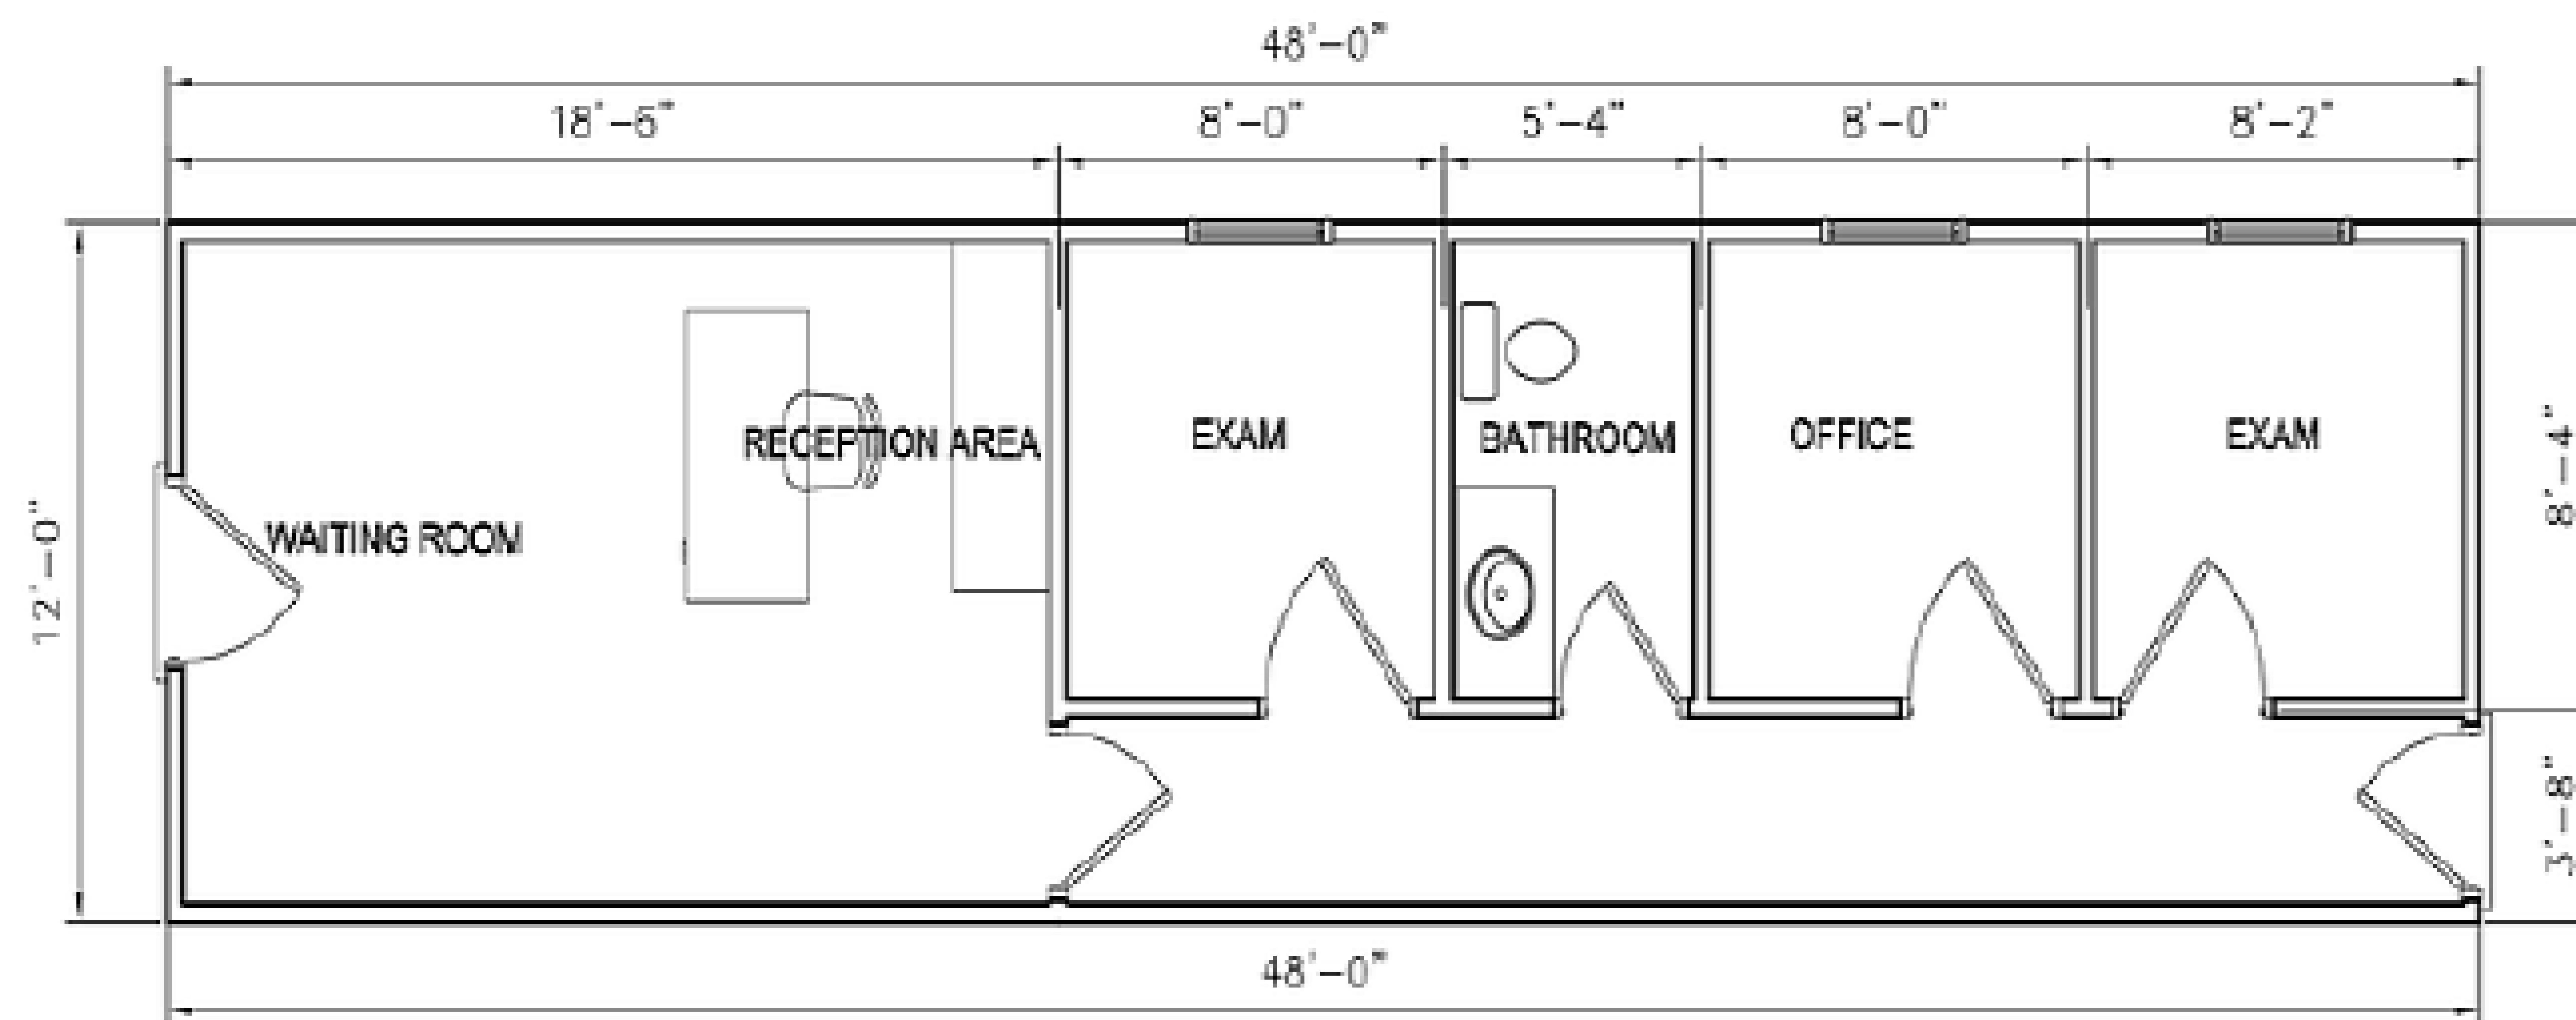 48'-0"
18'-6" 8'-0" 5'-4" 8'-0" 8'-2"
12'-0"
WAITING ROOM
RECEPTION AREA
EXAM
BATHROOM
OFFICE
EXAM
8'-4"
3'-8"
48'-0"